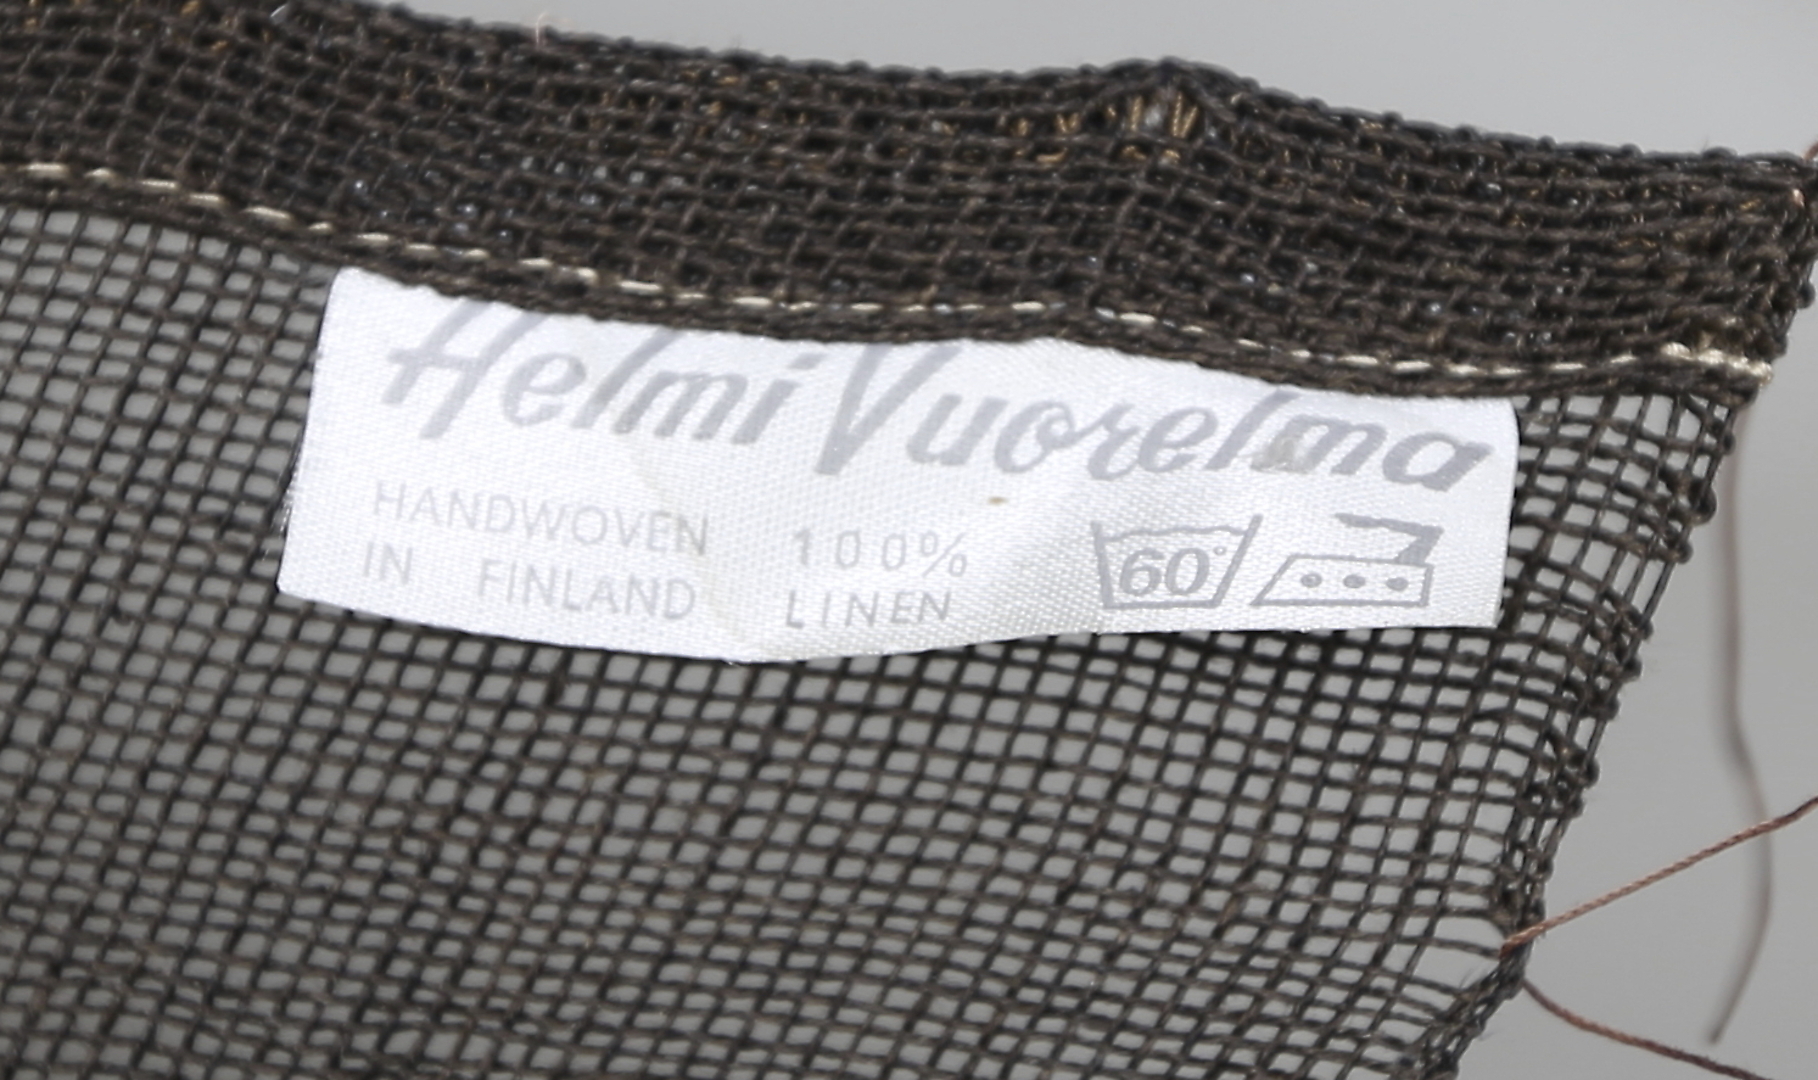 Helmi Vuorelma
HANDWOVEN
IN FINLAND
100%
LINEN
60°